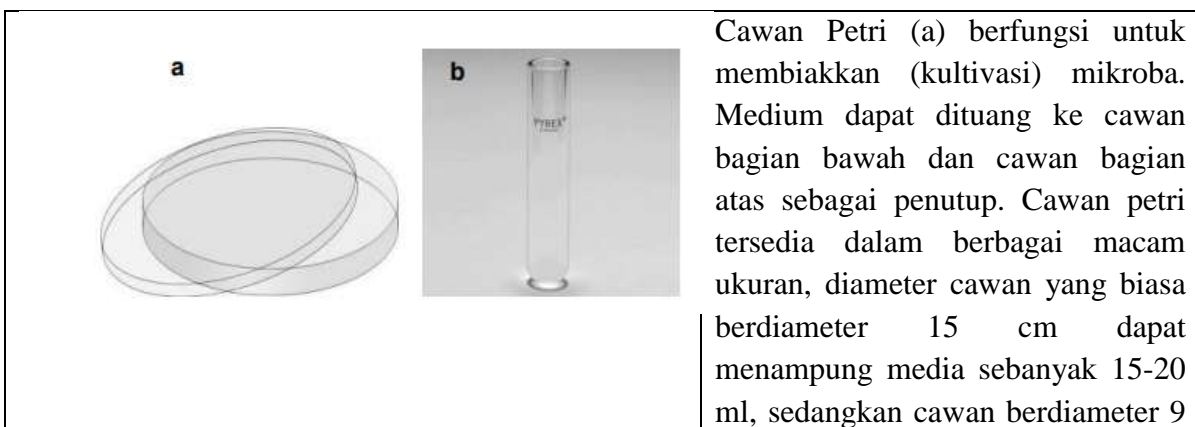 a
b
PYREX®
Cawan Petri (a) berfungsi untuk
membiakkan (kultivasi) mikroba.
Medium dapat dituang ke cawan
bagian bawah dan cawan bagian
atas sebagai penutup. Cawan petri
tersedia dalam berbagai macam
ukuran, diameter cawan yang biasa
berdiameter 15 cm dapat
menampung media sebanyak 15-20
ml, sedangkan cawan berdiameter 9